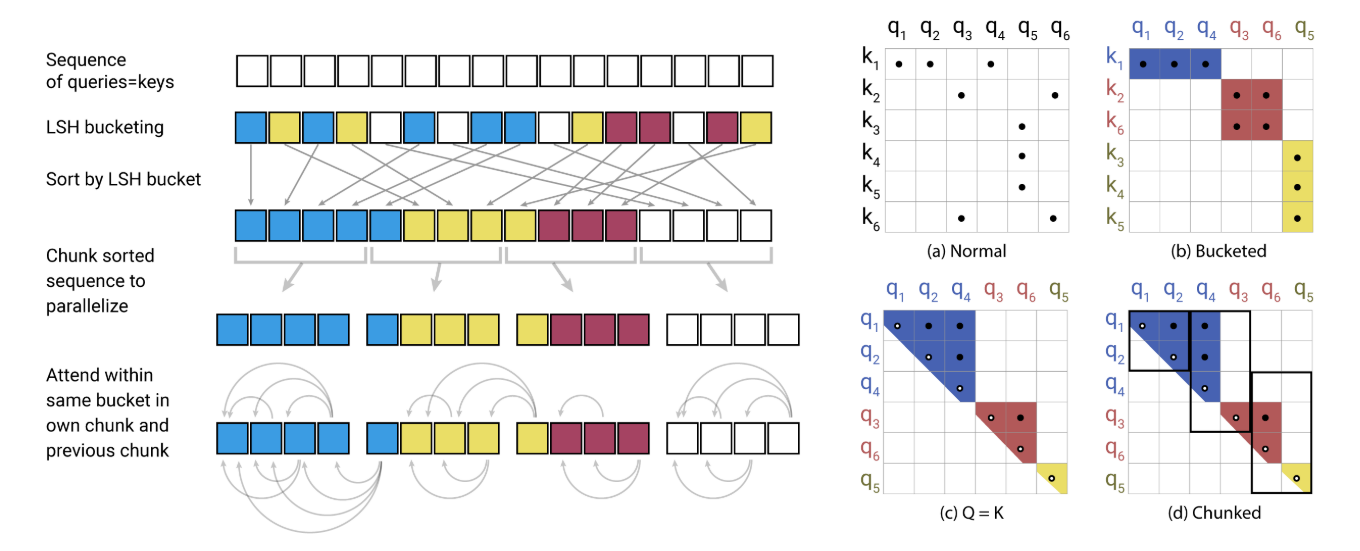 Sequence
of queries=keys
LSH bucketing
Sort by LSH bucket
Chunk sorted
sequence to
parallelize
Attend within
same bucket in
own chunk and
previous chunk
q1 q2 q3 q4 q5 q6
k1
k2
k3
k4
k5
k6
(a) Normal
q1 q2 q4 q3 q6 q5
k1
k2
k6
k3
k4
k5
(b) Bucketed
q1 q2 q4 q3 q6 q5
q1
q2
q4
q3
q6
q5
(c) Q = K
q1 q2 q4 q3 q6 q5
q1
q2
q4
q3
q6
q5
(d) Chunked